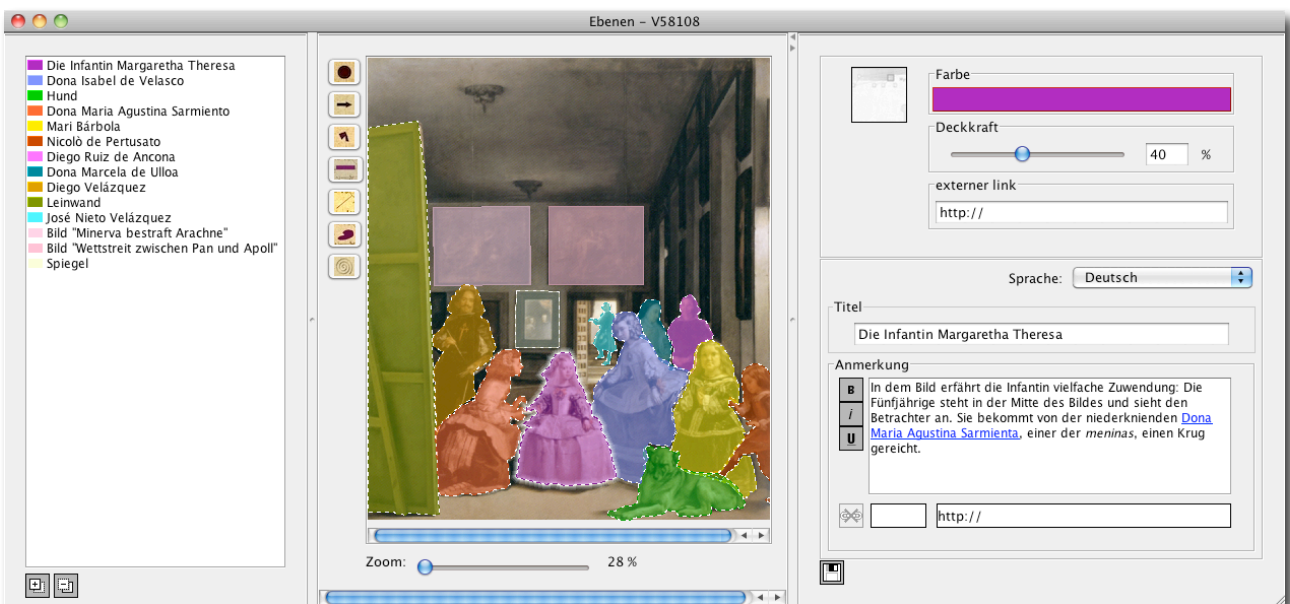 Ebenen – V58108
Die Infantin Margaretha Theresa
Dona Isabel de Velasco
Hund
Dona Maria Agustina Sarmiento
Mari Bárbola
Nicolò de Pertusato
Diego Ruiz de Ancona
Dona Marcela de Ulloa
Diego Velázquez
Leinwand
José Nieto Velázquez
Bild "Minerva bestraft Arachne"
Bild "Wettstreit zwischen Pan und Apoll"
Spiegel
Zoom: 28 %
Farbe
Deckkraft
40 %
externer link
http://
Sprache: Deutsch
Titel
Die Infantin Margaretha Theresa
Anmerkung
B
i
U
In dem Bild erfährt die Infantin vielfache Zuwendung: Die
Fünfjährige steht in der Mitte des Bildes und sieht den
Betrachter an. Sie bekommt von der niederknienden Dona
Maria Agustina Sarmienta, einer der meninas, einen Krug
gereicht.
http://